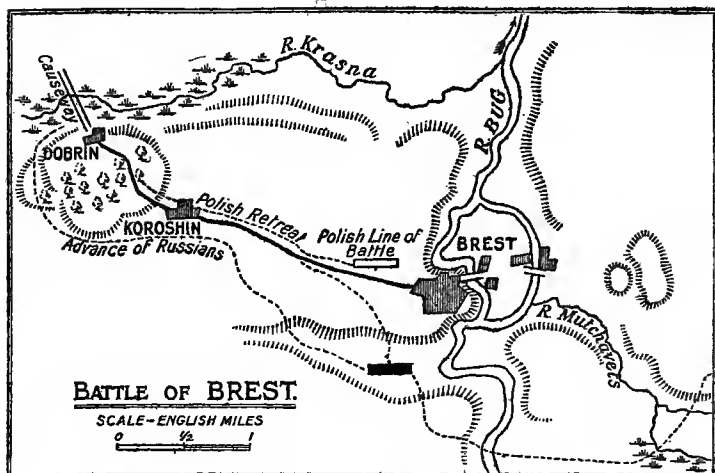 R. Krasna
Causeway
R. BUG
DOBRIN
KOROSHIN
Polish Retreat
Advance of Russians
Polish Line of
Battle
BREST
R. Mutchavels
BATTLE OF BREST.
SCALE-ENGLISH MILES
0 ½ 1